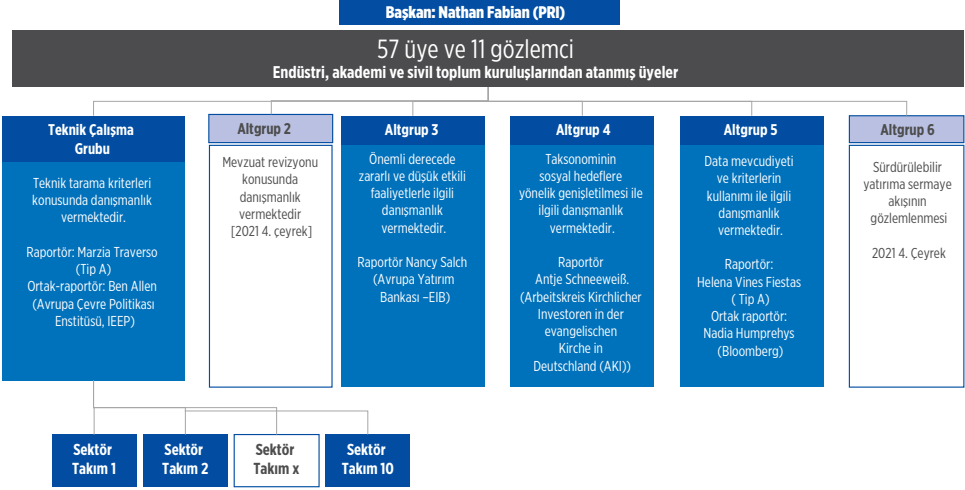 Başkan: Nathan Fabian (PRI)
57 üye ve 11 gözlemci
Endüstri, akademi ve sivil toplum kuruluşlarından atanmış üyeler
Teknik Çalışma
Grubu
Teknik tarama kriterleri
konusunda danışmanlık
vermektedir.
Raportör: Marzia Traverso
(Tip A)
Ortak-raportör: Ben Allen
(Avrupa Çevre Politikası
Enstitüsü, IEEP)
Altgrup 2
Mevzuat revizyonu
konusunda
danışmanlık
vermektedir
[2021 4. çeyrek]
Altgrup 3
Önemli derecede
zararlı ve düşük etkili
faaliyetlerle ilgili
danışmanlık
vermektedir.
Raportör Nancy Salch
(Avrupa Yatırım
Bankası –EIB)
Altgrup 4
Taksonominin
sosyal hedeflere
yönelik genişletilmesi ile
ilgili danışmanlık
vermektedir.
Raportör
Antje Schneeweiß.
(Arbeitskreis Kirchlicher
Investoren in der
evangelischen
Kirche in
Deutschland (AKI))
Altgrup 5
Data mevcudiyeti
ve kriterlerin
kullanımı ile ilgili
danışmanlık
vermektedir.
Raportör:
Helena Vines Fiestas
( Tip A)
Ortak raportör:
Nadia Humprehys
(Bloomberg)
Altgrup 6
Sürdürülebilir
yatırıma sermaye
akışının
gözlemlenmesi
2021 4. Çeyrek
Sektör
Takım 1
Sektör
Takım 2
Sektör
Takım x
Sektör
Takım 10